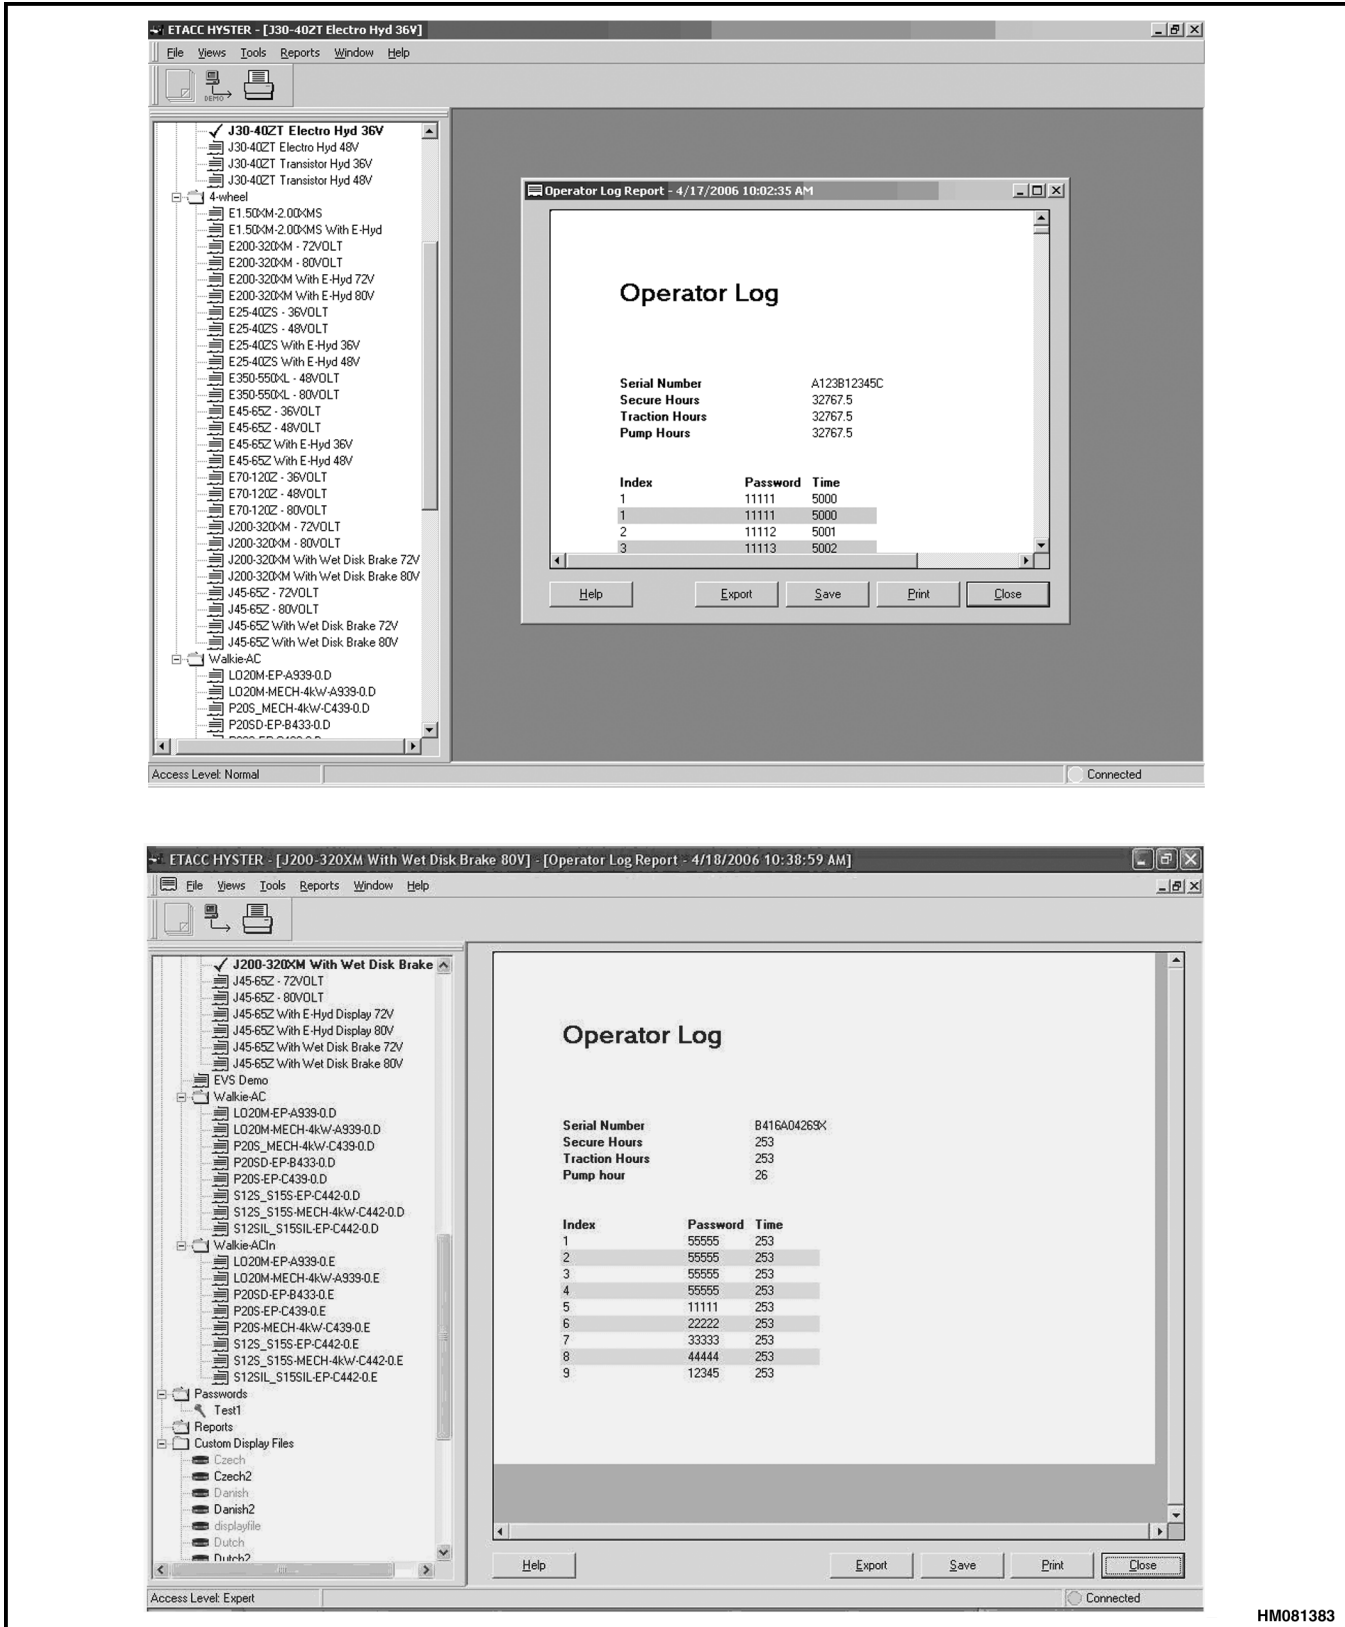 ETACC HYSTER - [J30-40ZT Electro Hyd 36V]
File Views Tools Reports Window Help
DEMO
J30-40ZT Electro Hyd 36V
J30-40ZT Electro Hyd 48V
J30-40ZT Transistor Hyd 36V
J30-40ZT Transistor Hyd 48V
4-wheel
E1.50XM-2.00XMS
E1.50XM-2.00XMS With E-Hyd
E200-320XM - 72VOLT
E200-320XM - 80VOLT
E200-320XM With E-Hyd 72V
E200-320XM With E-Hyd 80V
E25-40ZS - 36VOLT
E25-40ZS - 48VOLT
E25-40ZS With E-Hyd 36V
E25-40ZS With E-Hyd 48V
E350-550XL - 48VOLT
E350-550XL - 80VOLT
E45-65Z - 36VOLT
E45-65Z - 48VOLT
E45-65Z With E-Hyd 36V
E45-65Z With E-Hyd 48V
E70-120Z - 36VOLT
E70-120Z - 48VOLT
E70-120Z - 80VOLT
J200-320XM - 72VOLT
J200-320XM - 80VOLT
J200-320XM With Wet Disk Brake 72V
J200-320XM With Wet Disk Brake 80V
J45-65Z - 72VOLT
J45-65Z - 80VOLT
J45-65Z With Wet Disk Brake 72V
J45-65Z With Wet Disk Brake 80V
Walkie-AC
LO20M-EP-A939-0.D
LO20M-MECH-4kW-A939-0.D
P20S_MECH-4kW-C439-0.D
P20SD-EP-B433-0.D
Operator Log Report - 4/17/2006 10:02:35 AM
Operator Log
Serial Number A123B12345C
Secure Hours 32767.5
Traction Hours 32767.5
Pump Hours 32767.5
Index Password Time
1 11111 5000
1 11111 5000
2 11112 5001
3 11113 5002
Help Export Save Print Close
Access Level: Normal Connected
ETACC HYSTER - [J200-320XM With Wet Disk Brake 80V] - [Operator Log Report - 4/18/2006 10:38:59 AM]
File Views Tools Reports Window Help
J200-320XM With Wet Disk Brake
J45-65Z - 72VOLT
J45-65Z - 80VOLT
J45-65Z With E-Hyd Display 72V
J45-65Z With E-Hyd Display 80V
J45-65Z With Wet Disk Brake 72V
J45-65Z With Wet Disk Brake 80V
EVS Demo
Walkie-AC
LO20M-EP-A939-0.D
LO20M-MECH-4kW-A939-0.D
P20S_MECH-4kW-C439-0.D
P20SD-EP-B433-0.D
P20S-EP-C439-0.D
S12S_S15S-EP-C442-0.D
S12S_S15S-MECH-4kW-C442-0.D
S12SIL_S15SIL-EP-C442-0.D
Walkie-ACIn
LO20M-EP-A939-0.E
LO20M-MECH-4kW-A939-0.E
P20SD-EP-B433-0.E
P20S-EP-C439-0.E
P20S-MECH-4kW-C439-0.E
S12S_S15S-EP-C442-0.E
S12S_S15S-MECH-4kW-C442-0.E
S12SIL_S15SIL-EP-C442-0.E
Passwords
Test1
Reports
Custom Display Files
Czech
Czech2
Danish
Danish2
displayfile
Dutch
Dutch2
Operator Log
Serial Number B416A04269X
Secure Hours 253
Traction Hours 253
Pump hour 26
Index Password Time
1 55555 253
2 55555 253
3 55555 253
4 55555 253
5 11111 253
6 22222 253
7 33333 253
8 44444 253
9 12345 253
Help Export Save Print Close
Access Level: Expert Connected
HM081383